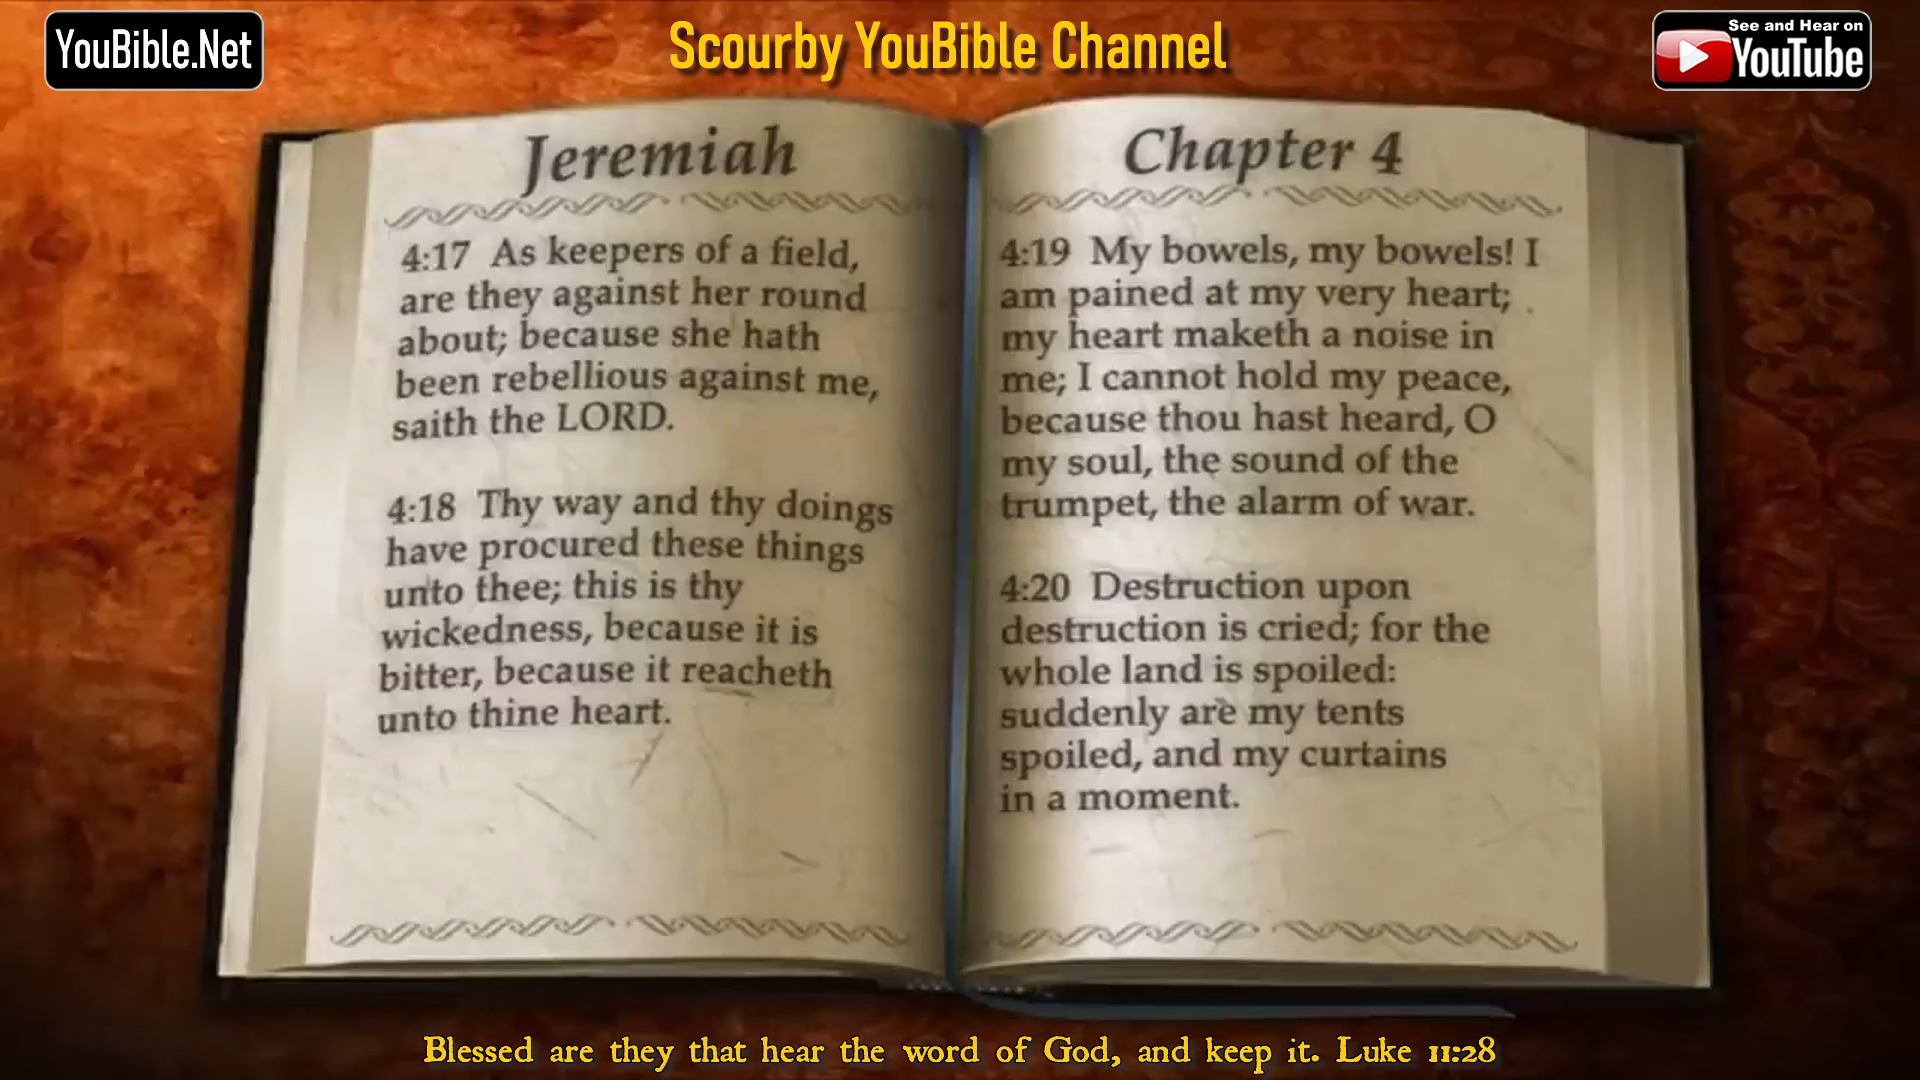 YouBible.Net
Scourby YouBible Channel
See and Hear on
YouTube
Jeremiah
4:17 As keepers of a field,
are they against her round
about; because she hath
been rebellious against me,
saith the LORD.
4:18 Thy way and thy doings
have procured these things
unto thee; this is thy
wickedness, because it is
bitter, because it reacheth
unto thine heart.
Chapter 4
4:19 My bowels, my bowels! I
am pained at my very heart;
my heart maketh a noise in
me; I cannot hold my peace,
because thou hast heard, O
my soul, the sound of the
trumpet, the alarm of war.
4:20 Destruction upon
destruction is cried; for the
whole land is spoiled:
suddenly are my tents
spoiled, and my curtains
in a moment.
Blessed are they that hear the word of God, and keep it. Luke 11:28